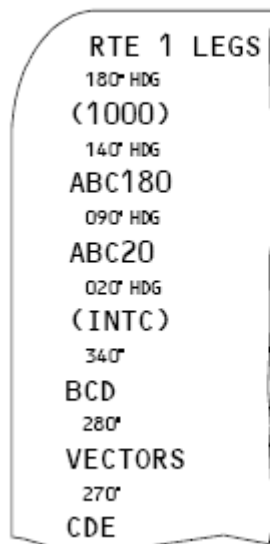 RTE 1 LEGS
180° HDG
(1000)
140° HDG
ABC180
090° HDG
ABC20
020° HDG
(INTC)
340°
BCD
280°
VECTORS
270°
CDE